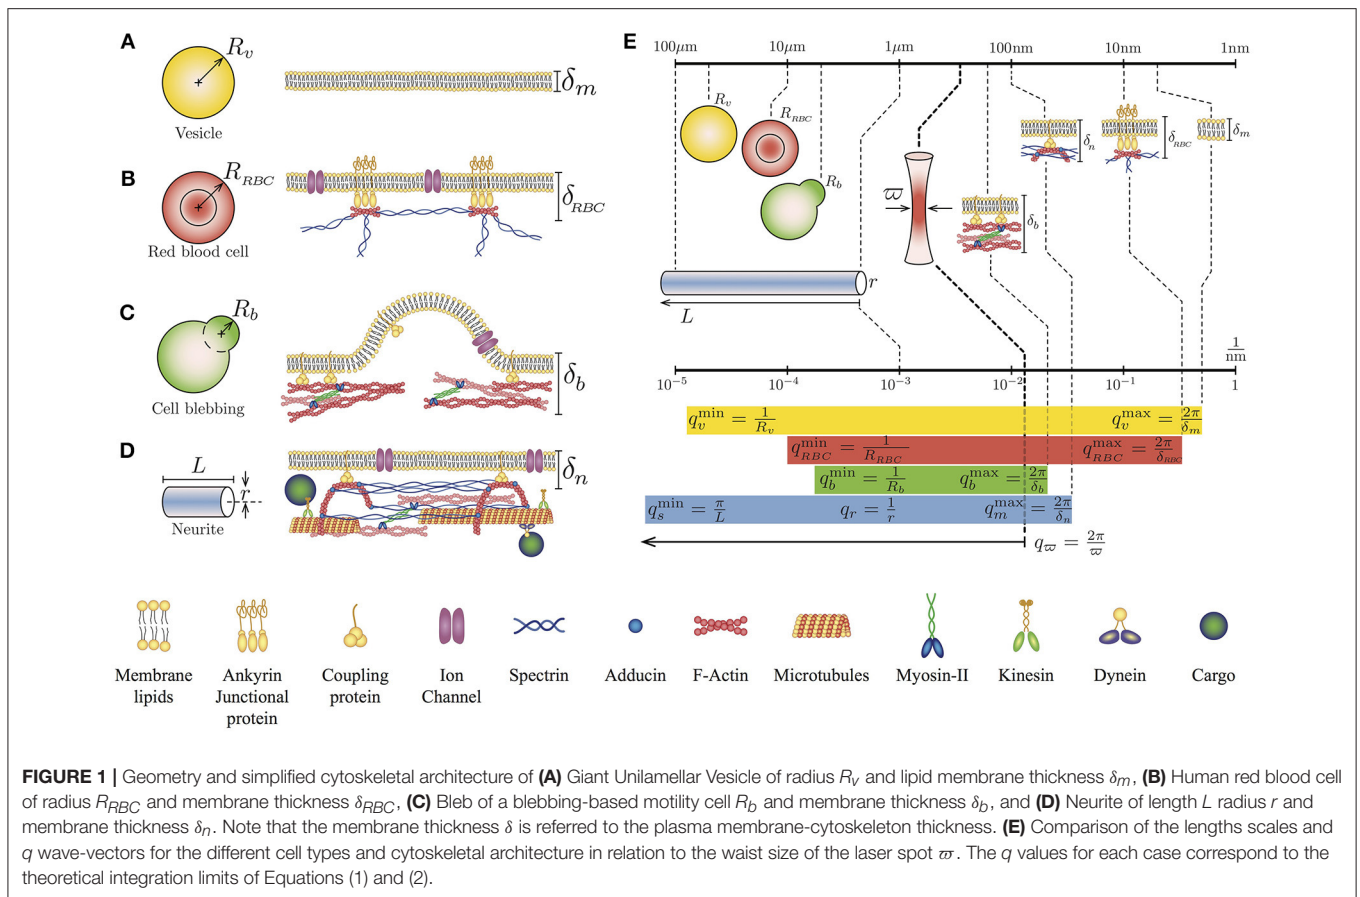 A
R_v
δ_m
Vesicle
B
R_RBC
δ_RBC
Red blood cell
C
R_b
δ_b
Cell blebbing
D
L
r
δ_n
Neurite
E
100μm 10μm 1μm 100nm 10nm 1nm
R_v
R_RBC
R_b
ϖ
δ_n
δ_RBC
δ_m
δ_b
r
L
1/nm
10^-5 10^-4 10^-3 10^-2 10^-1 1
q_v^min = 1/R_v q_v^max = 2π/δ_m
q_RBC^min = 1/R_RBC q_RBC^max = 2π/δ_RBC
q_b^min = 1/R_b q_b^max = 2π/δ_b
q_s^min = π/L q_r = 1/r q_m^max = 2π/δ_n
q_ϖ = 2π/ϖ
Membrane
lipids
Ankyrin
Junctional
protein
Coupling
protein
Ion
Channel
Spectrin
Adducin
F-Actin
Microtubules
Myosin-II
Kinesin
Dynein
Cargo
FIGURE 1 | Geometry and simplified cytoskeletal architecture of (A) Giant Unilamellar Vesicle of radius R_v and lipid membrane thickness δ_m, (B) Human red blood cell
of radius R_RBC and membrane thickness δ_RBC, (C) Bleb of a blebbing-based motility cell R_b and membrane thickness δ_b, and (D) Neurite of length L radius r and
membrane thickness δ_n. Note that the membrane thickness δ is referred to the plasma membrane-cytoskeleton thickness. (E) Comparison of the lengths scales and
q wave-vectors for the different cell types and cytoskeletal architecture in relation to the waist size of the laser spot ϖ. The q values for each case correspond to the
theoretical integration limits of Equations (1) and (2).